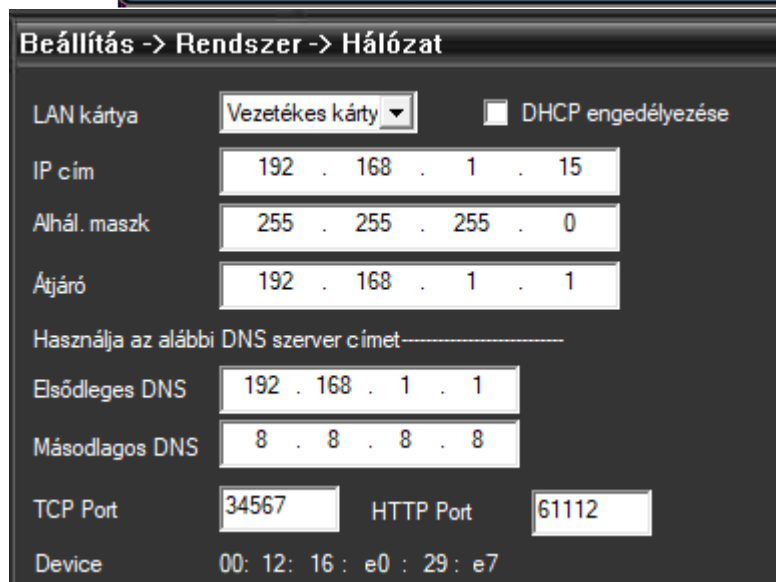 Beállítás -> Rendszer -> Hálózat
LAN kártya Vezetékes kárty DHCP engedélyezése
IP cím 192 . 168 . 1 . 15
Alhál. maszk 255 . 255 . 255 . 0
Átjáró 192 . 168 . 1 . 1
Használja az alábbi DNS szerver címet---------------------------
Elsődleges DNS 192 . 168 . 1 . 1
Másodlagos DNS 8 . 8 . 8 . 8
TCP Port 34567 HTTP Port 61112
Device 00: 12: 16 : e0 : 29 : e7